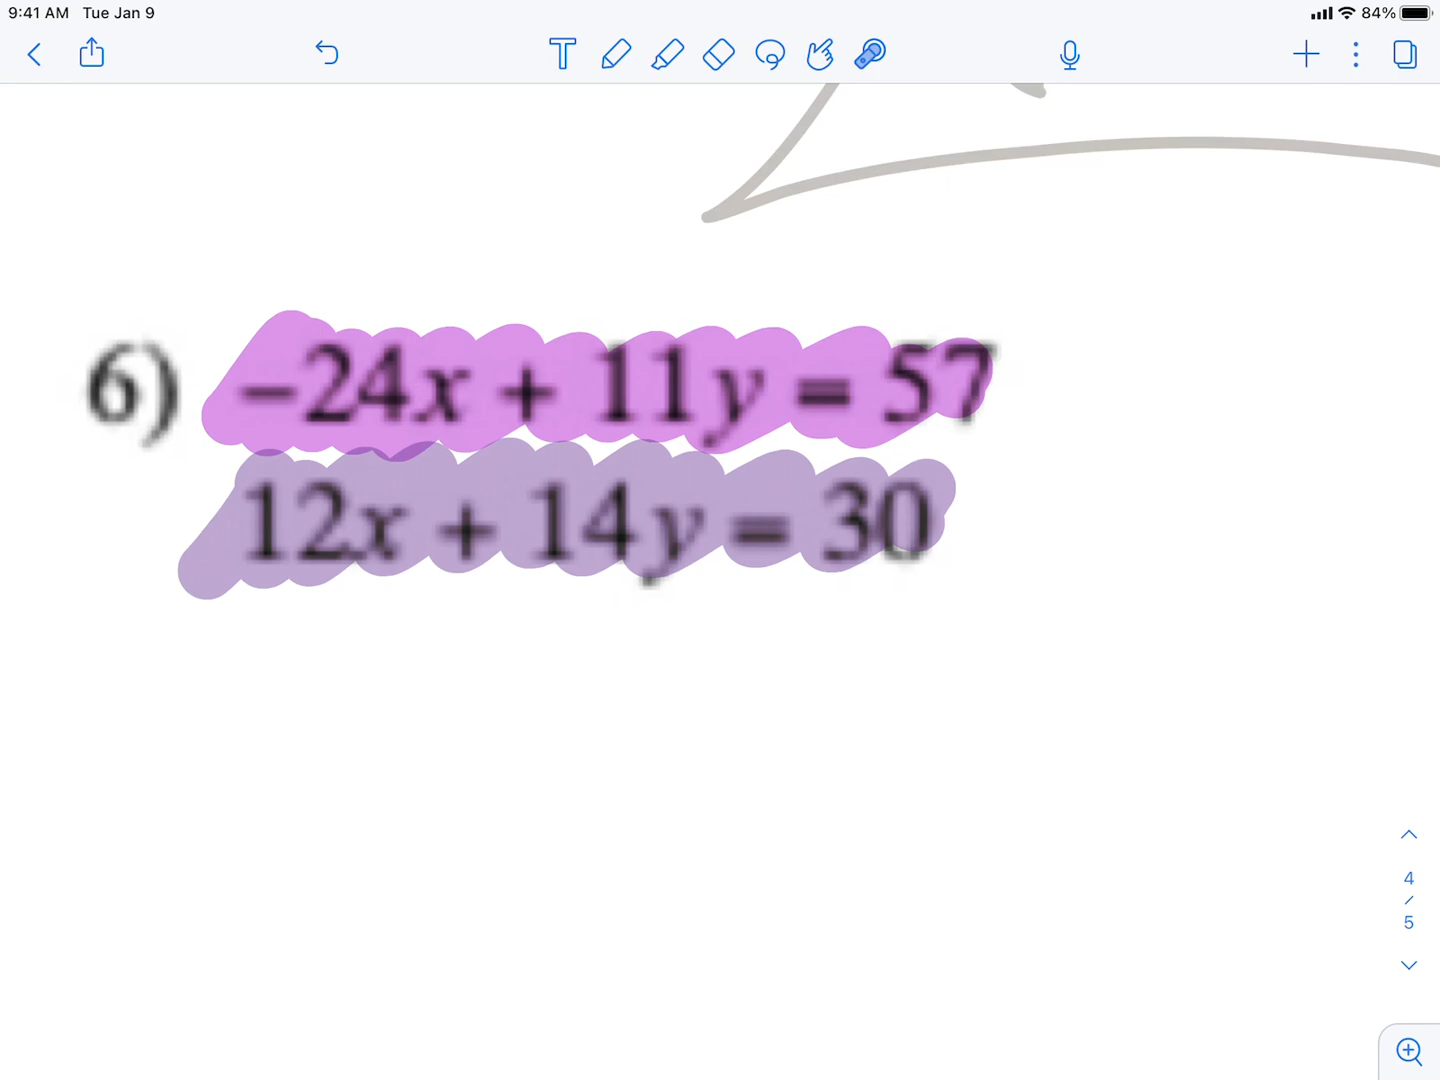 9:41 AM Tue Jan 9 84%
6) −24x + 11y = 57
12x + 14y = 30
4
/
5